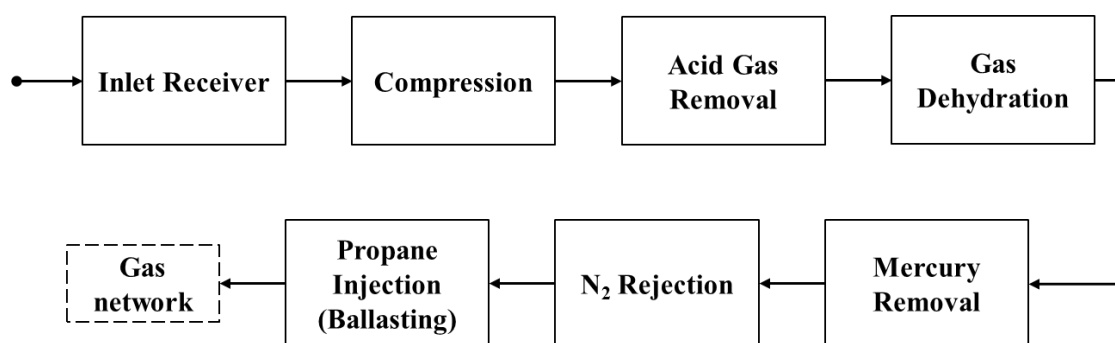 Inlet Receiver
Compression
Acid Gas
Removal
Gas
Dehydration
Gas
network
Propane
Injection
(Ballasting)
N₂ Rejection
Mercury
Removal